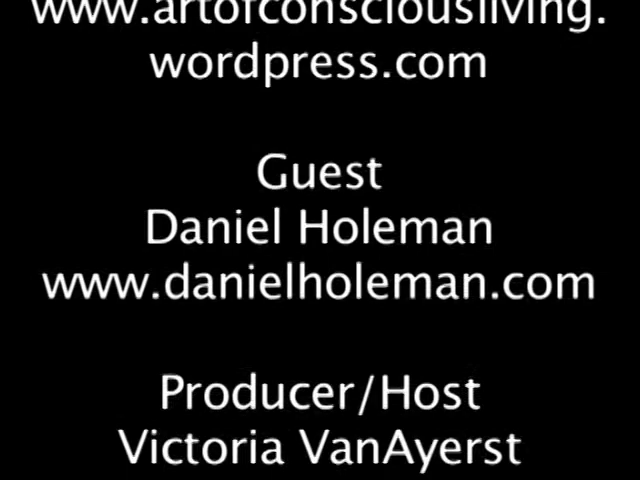 www.artofconsciousliving.
wordpress.com
Guest
Daniel Holeman
www.danielholeman.com
Producer/Host
Victoria VanAyerst